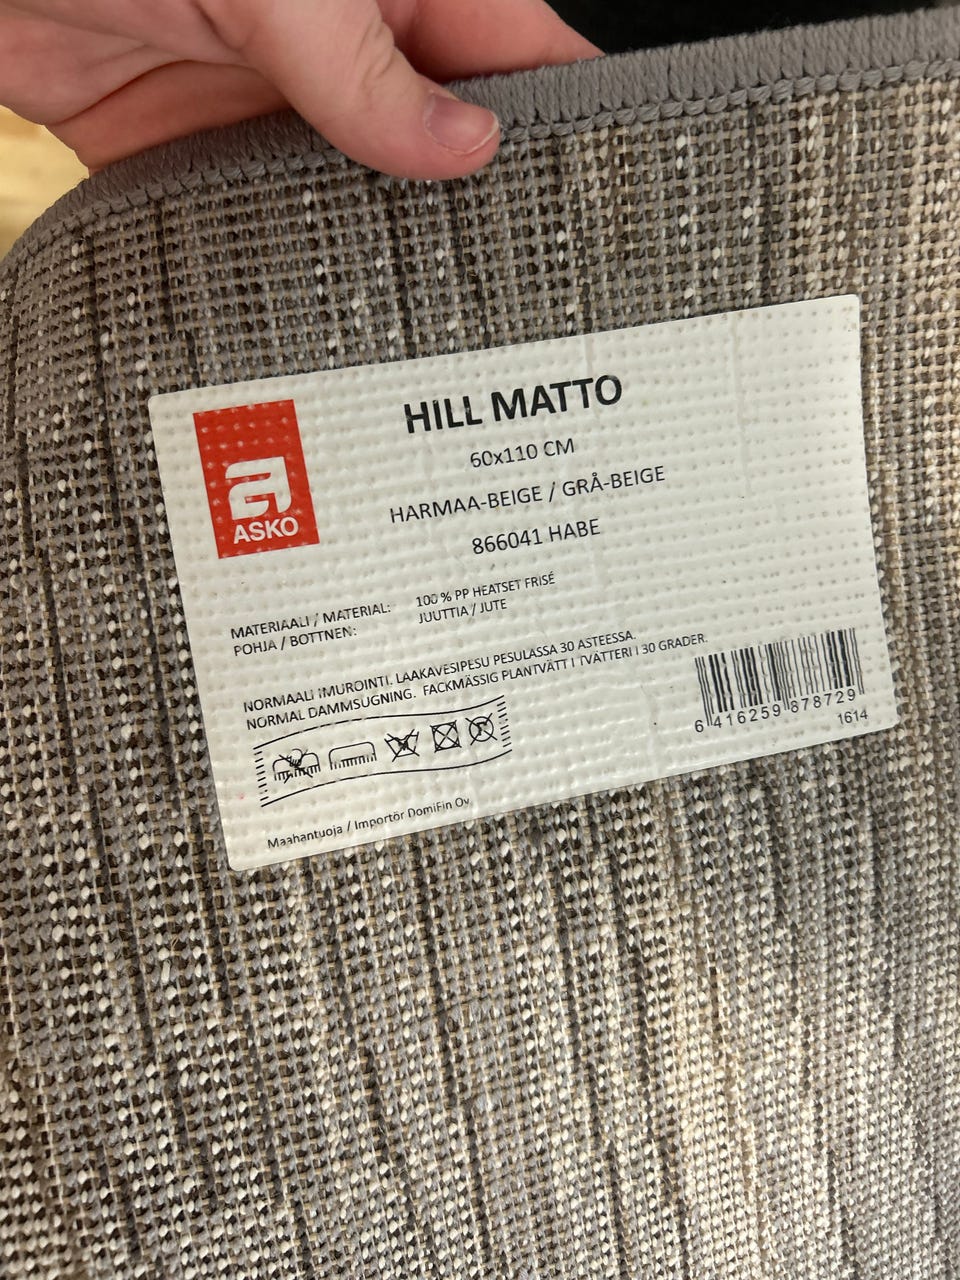 HILL MATTO
60x110 CM
HARMAA-BEIGE / GRÅ-BEIGE
866041 HABE
ASKO
MATERIAALI / MATERIAL: 100 % PP HEATSET FRISÉ
POHJA / BOTTNEN: JUUTTIA / JUTE
NORMAALI IMUROINTI. LAAKAVESIPESU PESULASSA 30 ASTEESSA.
NORMAL DAMMSUGNING. FACKMÄSSIG PLANTVÄTT I TVÄTTERI I 30 GRADER.
6 416259 878729
1614
Maahantuoja / Importör DomiFin Oy